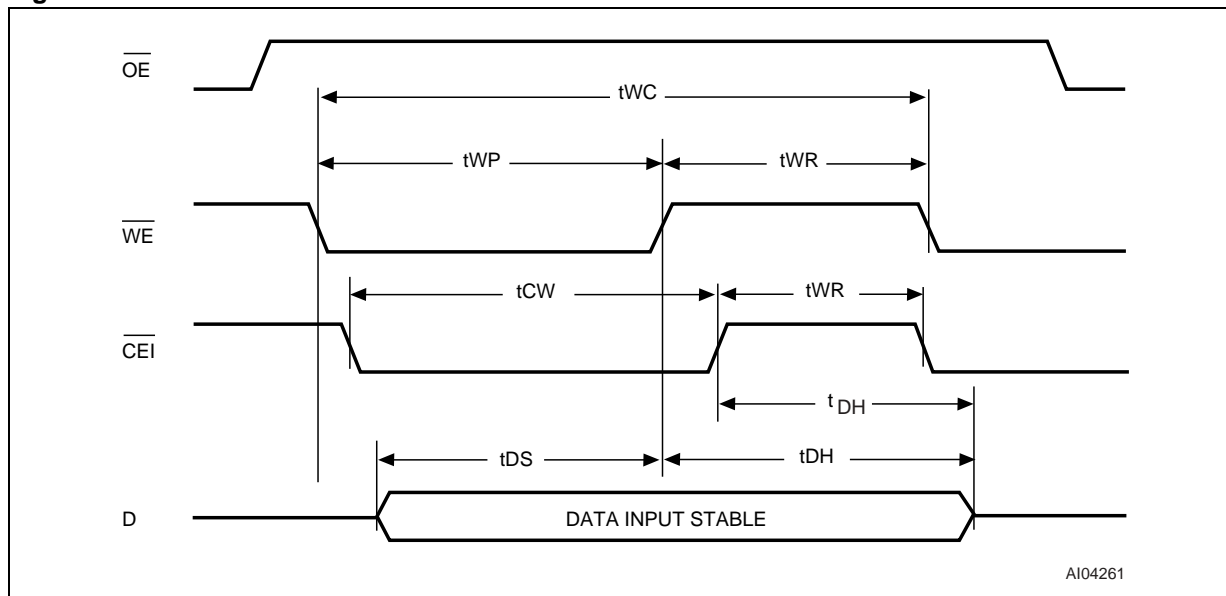 OE
tWC
tWP
tWR
WE
tCW
tWR
CEI
t DH
tDS
tDH
D
DATA INPUT STABLE
AI04261